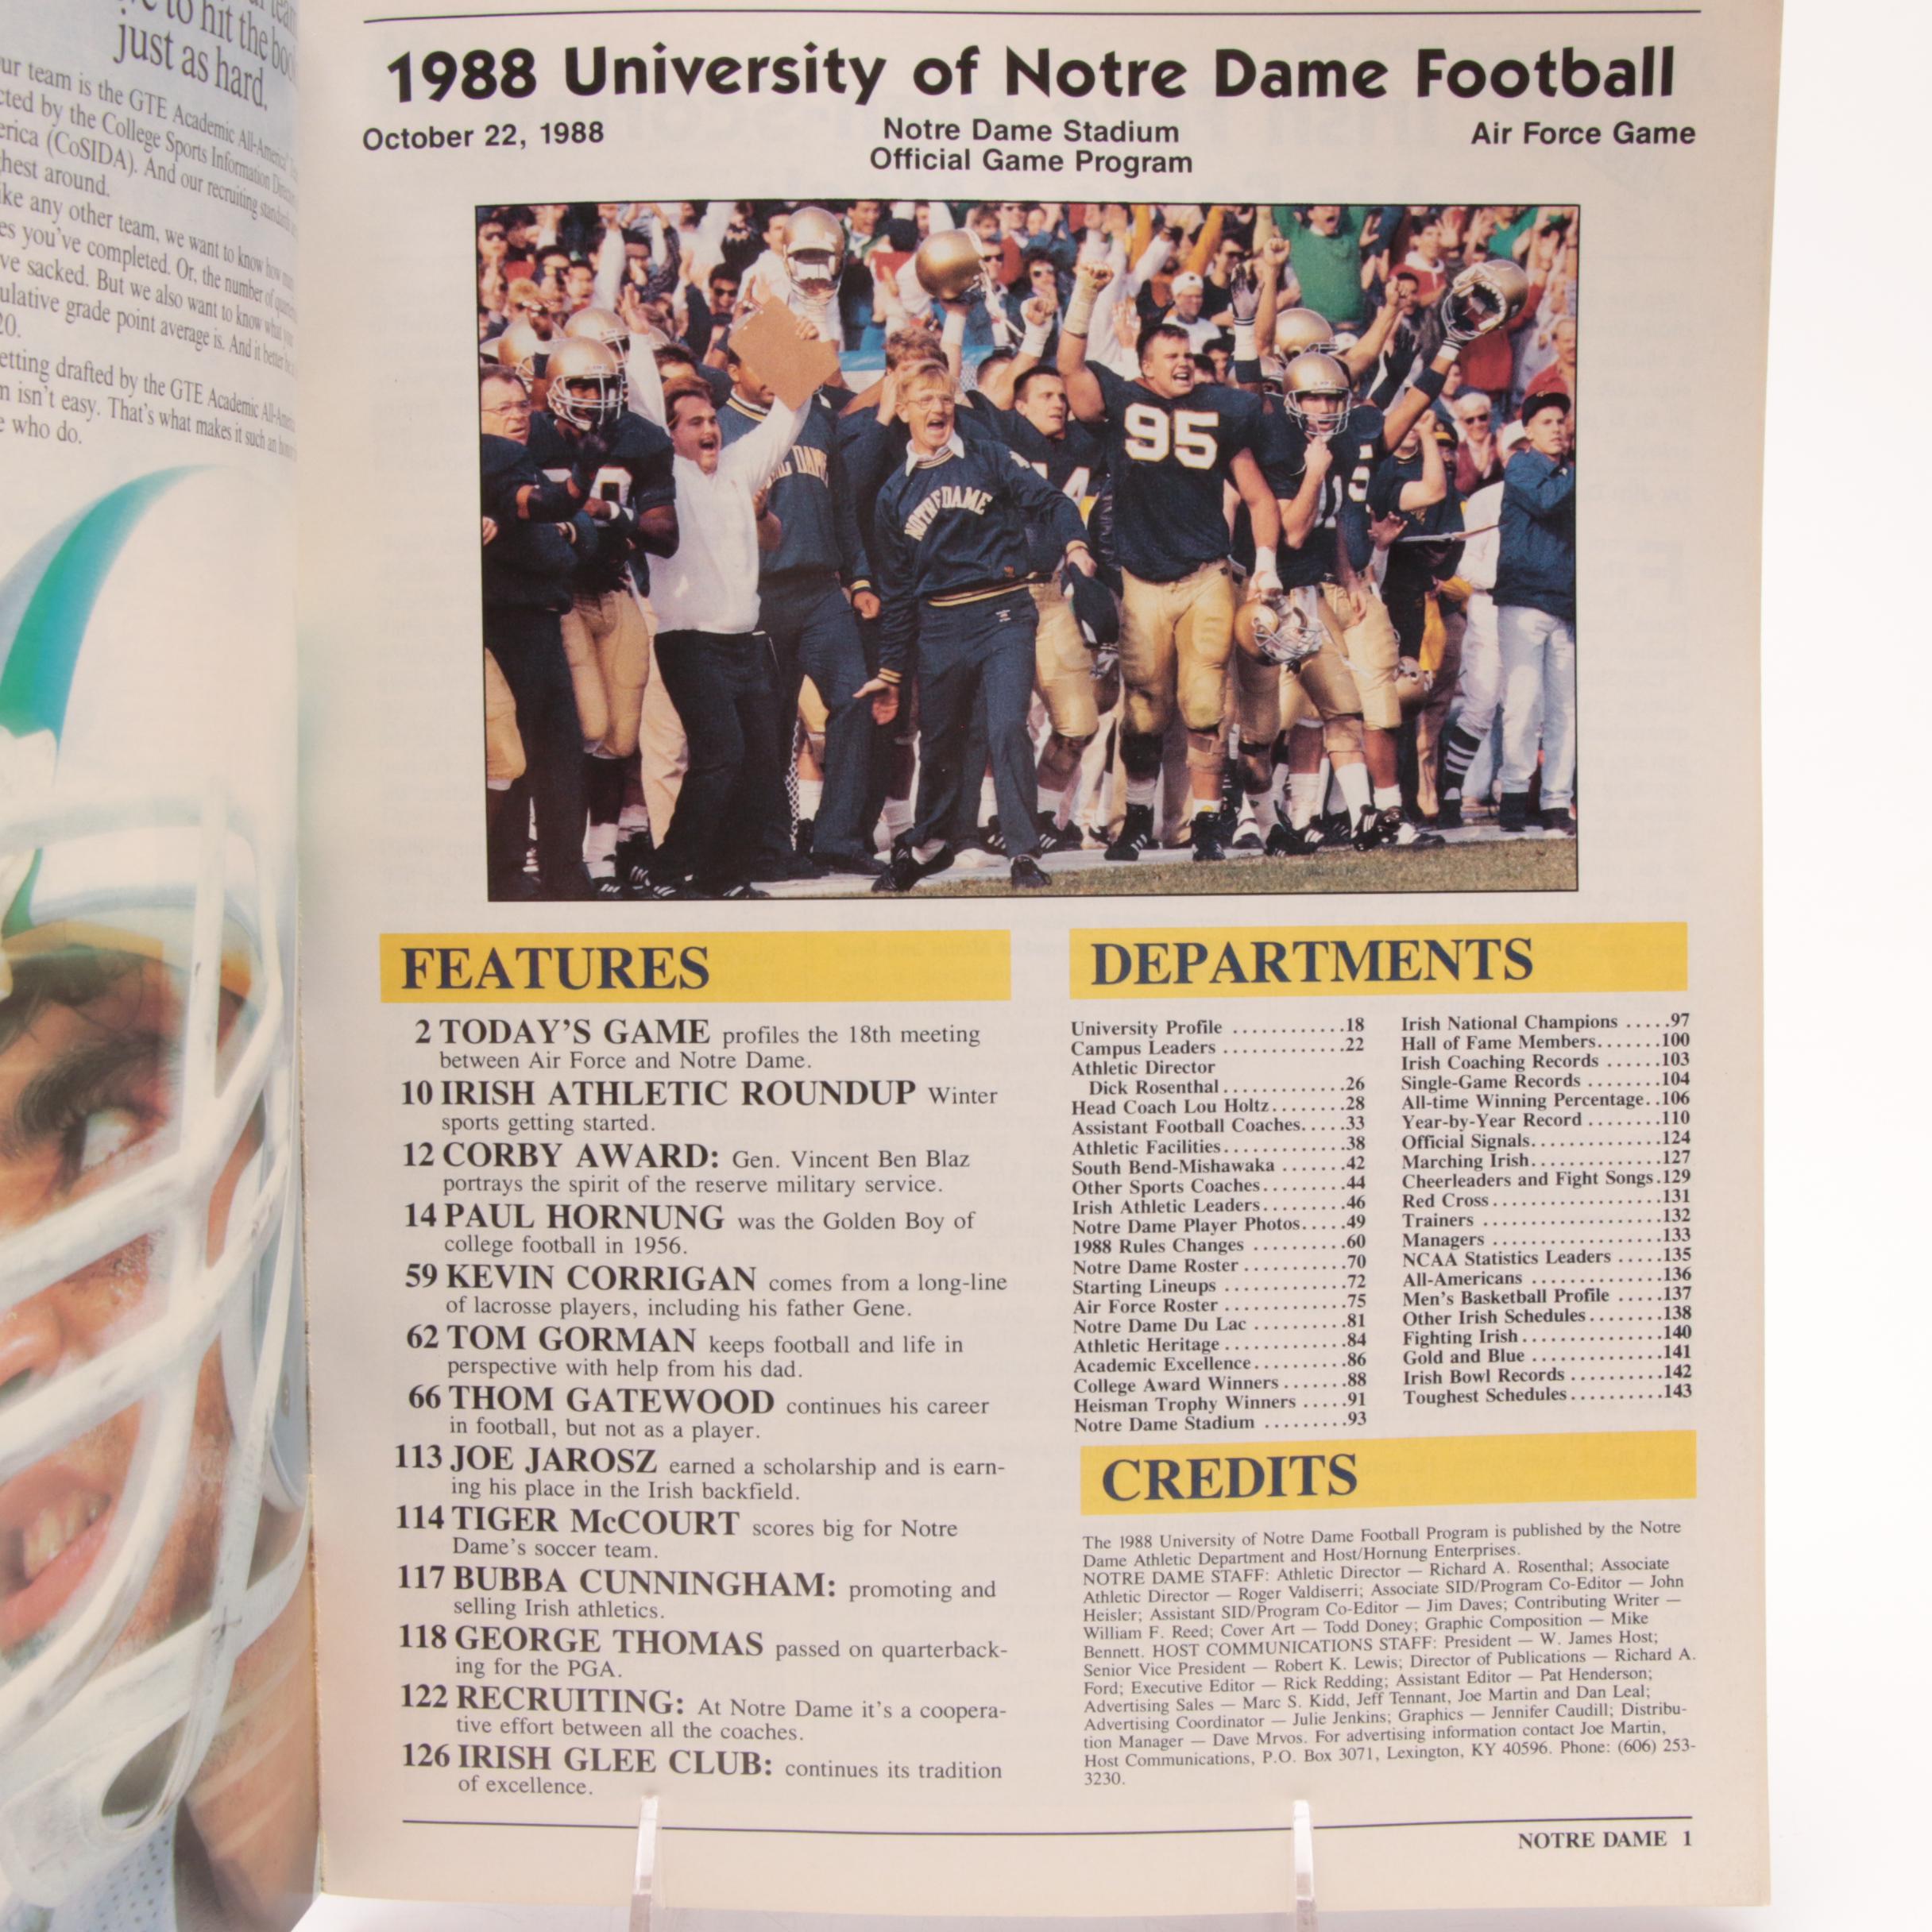 to hit the
just as hard.
ur team is the GTE Academic All-America
cted by the College Sports Information
erica (CoSIDA). And our recruiting standards
hest around.
ike any other team, we want to know how
es you've completed. Or, the number of
ve sacked. But we also want to know what
ulative grade point average is. And it better
20.
etting drafted by the GTE Academic All-America
m isn't easy. That's what makes it such an
e who do.
1988 University of Notre Dame Football
October 22, 1988
Notre Dame Stadium
Official Game Program
Air Force Game
NOTRE DAME
95
FEATURES
2 TODAY'S GAME profiles the 18th meeting
between Air Force and Notre Dame.
10 IRISH ATHLETIC ROUNDUP Winter
sports getting started.
12 CORBY AWARD: Gen. Vincent Ben Blaz
portrays the spirit of the reserve military service.
14 PAUL HORNUNG was the Golden Boy of
college football in 1956.
59 KEVIN CORRIGAN comes from a long-line
of lacrosse players, including his father Gene.
62 TOM GORMAN keeps football and life in
perspective with help from his dad.
66 THOM GATEWOOD continues his career
in football, but not as a player.
113 JOE JAROSZ earned a scholarship and is earn-
ing his place in the Irish backfield.
114 TIGER McCOURT scores big for Notre
Dame's soccer team.
117 BUBBA CUNNINGHAM: promoting and
selling Irish athletics.
118 GEORGE THOMAS passed on quarterback-
ing for the PGA.
122 RECRUITING: At Notre Dame it's a coopera-
tive effort between all the coaches.
126 IRISH GLEE CLUB: continues its tradition
of excellence.
DEPARTMENTS
University Profile ............18
Campus Leaders .............22
Athletic Director
Dick Rosenthal.............26
Head Coach Lou Holtz........28
Assistant Football Coaches.....33
Athletic Facilities.............38
South Bend-Mishawaka .......42
Other Sports Coaches.........44
Irish Athletic Leaders.........46
Notre Dame Player Photos.....49
1988 Rules Changes ..........60
Notre Dame Roster...........70
Starting Lineups .............72
Air Force Roster .............75
Notre Dame Du Lac ..........81
Athletic Heritage .............84
Academic Excellence..........86
College Award Winners .......88
Heisman Trophy Winners .....91
Notre Dame Stadium .........93
Irish National Champions .....97
Hall of Fame Members.......100
Irish Coaching Records ......103
Single-Game Records ........104
All-time Winning Percentage..106
Year-by-Year Record ........110
Official Signals..............124
Marching Irish..............127
Cheerleaders and Fight Songs.129
Red Cross..................131
Trainers ...................132
Managers ..................133
NCAA Statistics Leaders .....135
All-Americans ..............136
Men's Basketball Profile .....137
Other Irish Schedules........138
Fighting Irish...............140
Gold and Blue ..............141
Irish Bowl Records ..........142
Toughest Schedules..........143
CREDITS
The 1988 University of Notre Dame Football Program is published by the Notre
Dame Athletic Department and Host/Hornung Enterprises.
NOTRE DAME STAFF: Athletic Director — Richard A. Rosenthal; Associate
Athletic Director — Roger Valdiserri; Associate SID/Program Co-Editor — John
Heisler; Assistant SID/Program Co-Editor — Jim Daves; Contributing Writer —
William F. Reed; Cover Art — Todd Doney; Graphic Composition — Mike
Bennett. HOST COMMUNICATIONS STAFF: President — W. James Host;
Senior Vice President — Robert K. Lewis; Director of Publications — Richard A.
Ford; Executive Editor — Rick Redding; Assistant Editor — Pat Henderson;
Advertising Sales — Marc S. Kidd, Jeff Tennant, Joe Martin and Dan Leal;
Advertising Coordinator — Julie Jenkins; Graphics — Jennifer Caudill; Distribu-
tion Manager — Dave Mrvos. For advertising information contact Joe Martin,
Host Communications, P.O. Box 3071, Lexington, KY 40596. Phone: (606) 253-
3230.
NOTRE DAME 1